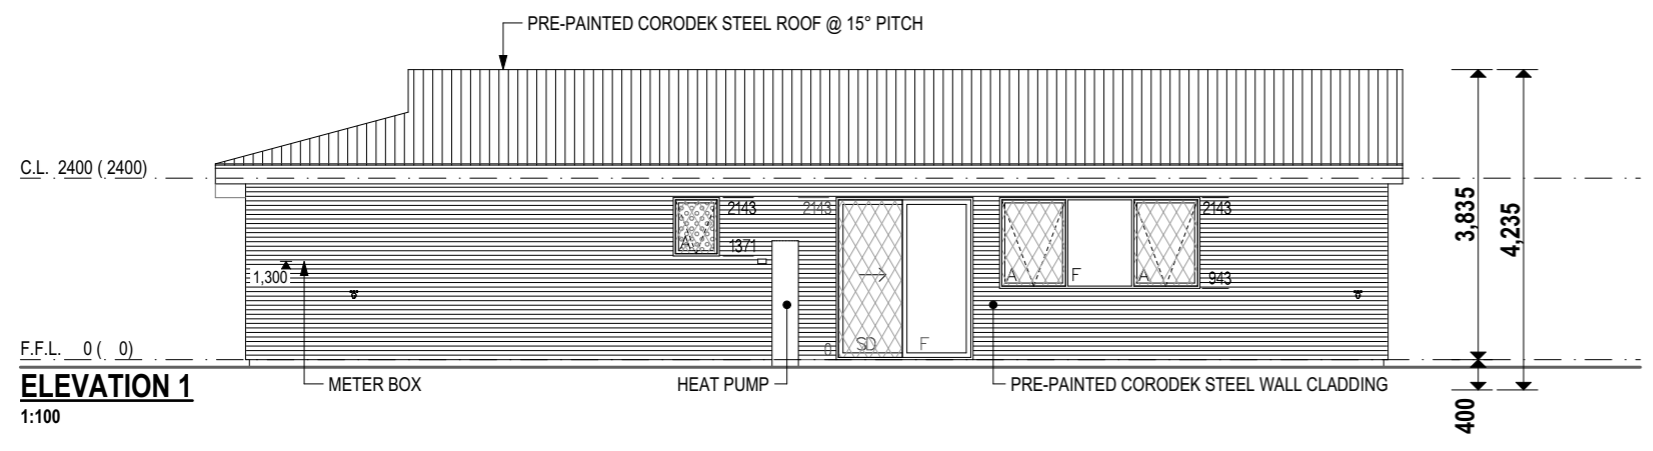 PRE-PAINTED CORODEK STEEL ROOF @ 15° PITCH
C.L. 2400 ( 2400)
2143
2143
2143
1371
1,300
A
A
F
A
943
3,835
4,235
SD
F
0
F.F.L. 0 ( 0)
ELEVATION 1
1:100
METER BOX
HEAT PUMP
PRE-PAINTED CORODEK STEEL WALL CLADDING
400